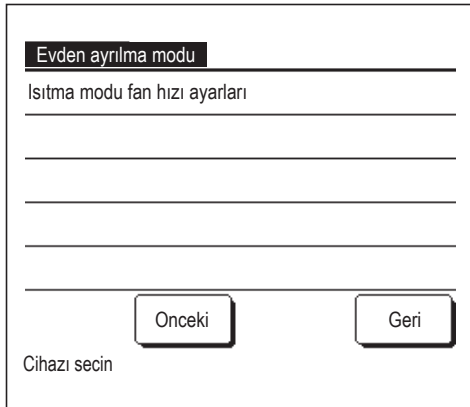 Evden ayrılma modu
Isıtma modu fan hızı ayarları
Onceki
Geri
Cihazı secin